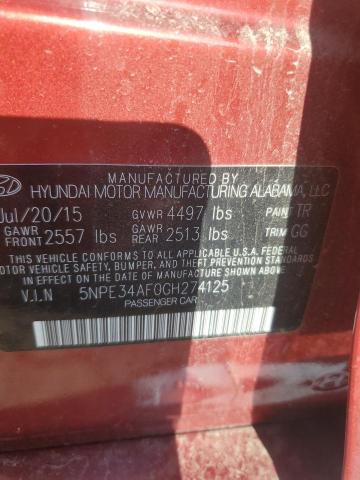 MANUFACTURED BY
HYUNDAI MOTOR MANUFACTURING ALABAMA, LLC
Jul/20/15 GVWR 4497 lbs PAINT TR
GAWR FRONT 2557 lbs GAWR REAR 2513 lbs TRIM GG
THIS VEHICLE CONFORMS TO ALL APPLICABLE U.S. FEDERAL
MOTOR VEHICLE SAFETY, BUMPER, AND THEFT PREVENTION STANDARDS
IN EFFECT ON THE DATE OF MANUFACTURE SHOWN ABOVE.
V.I.N 5NPE34AF0GH274125
PASSENGER CAR